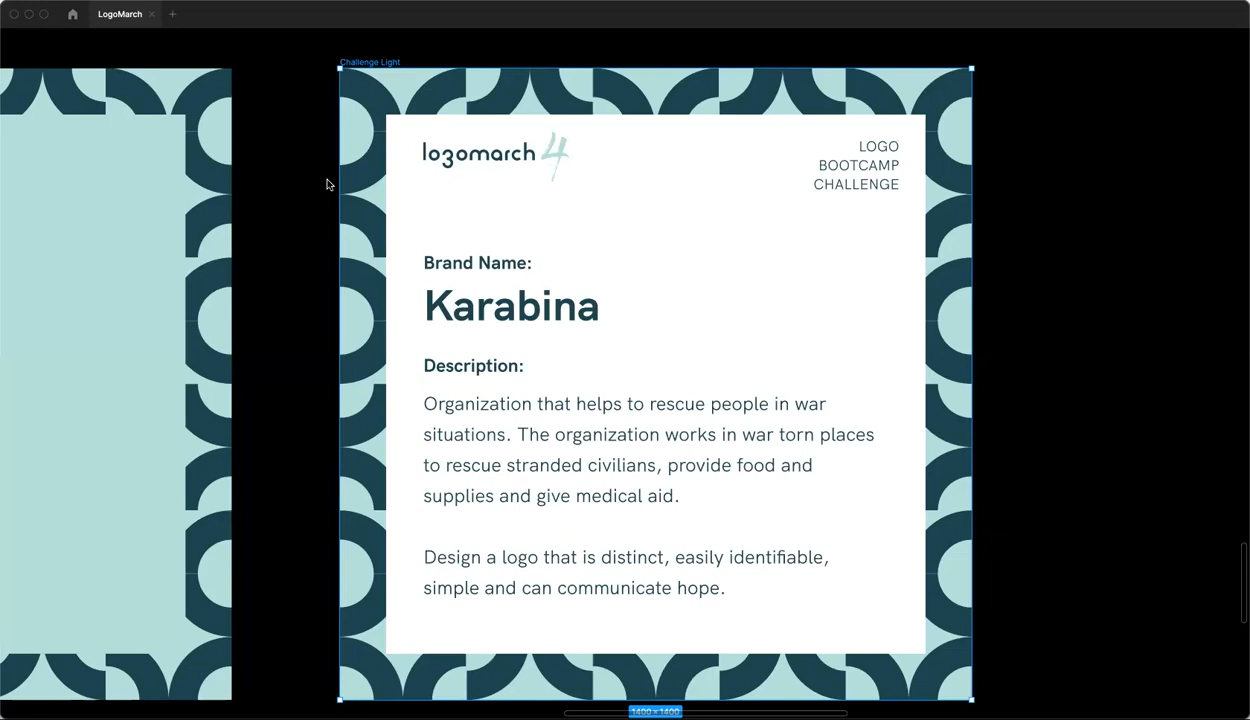 LogoMarch
Challenge Light
logomarch 4
LOGO
BOOTCAMP
CHALLENGE
Brand Name:
Karabina
Description:
Organization that helps to rescue people in war
situations. The organization works in war torn places
to rescue stranded civilians, provide food and
supplies and give medical aid.
Design a logo that is distinct, easily identifiable,
simple and can communicate hope.
1400 × 1400